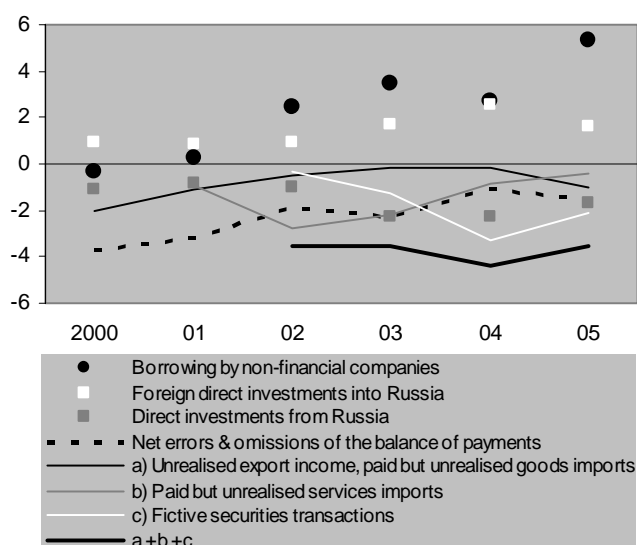 6
4
2
0
-2
-4
-6
2000 01 02 03 04 05
Borrowing by non-financial companies
Foreign direct investments into Russia
Direct investments from Russia
Net errors & omissions of the balance of payments
a) Unrealised export income, paid but unrealised goods imports
b) Paid but unrealised services imports
c) Fictive securities transactions
a+b+c